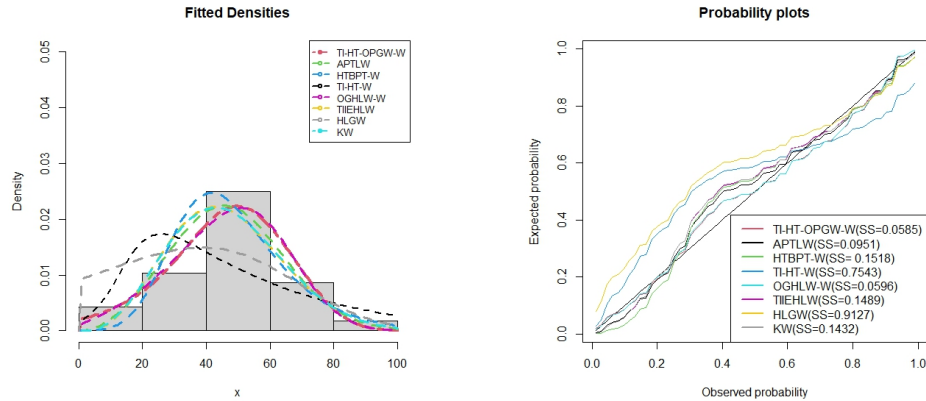 Fitted Densities
Density
0.05
0.04
0.03
0.02
0.01
0.00
TI-HT-OPGW-W
APTLW
HTBPT-W
TI-HT-W
OGHLW-W
TIIEHLW
HLGW
KW
0
20
40
60
80
100
x
Probability plots
Expected probability
1.0
0.8
0.6
0.4
0.2
0.0
TI-HT-OPGW-W(SS=0.0585)
APTLW(SS=0.0951)
HTBPT-W(SS= 0.1518)
TI-HT-W(SS=0.7543)
OGHLW-W(SS=0.0596)
TIIEHLW(SS=0.1489)
HLGW(SS=0.9127)
KW(SS=0.1432)
0.0
0.2
0.4
0.6
0.8
1.0
Observed probability